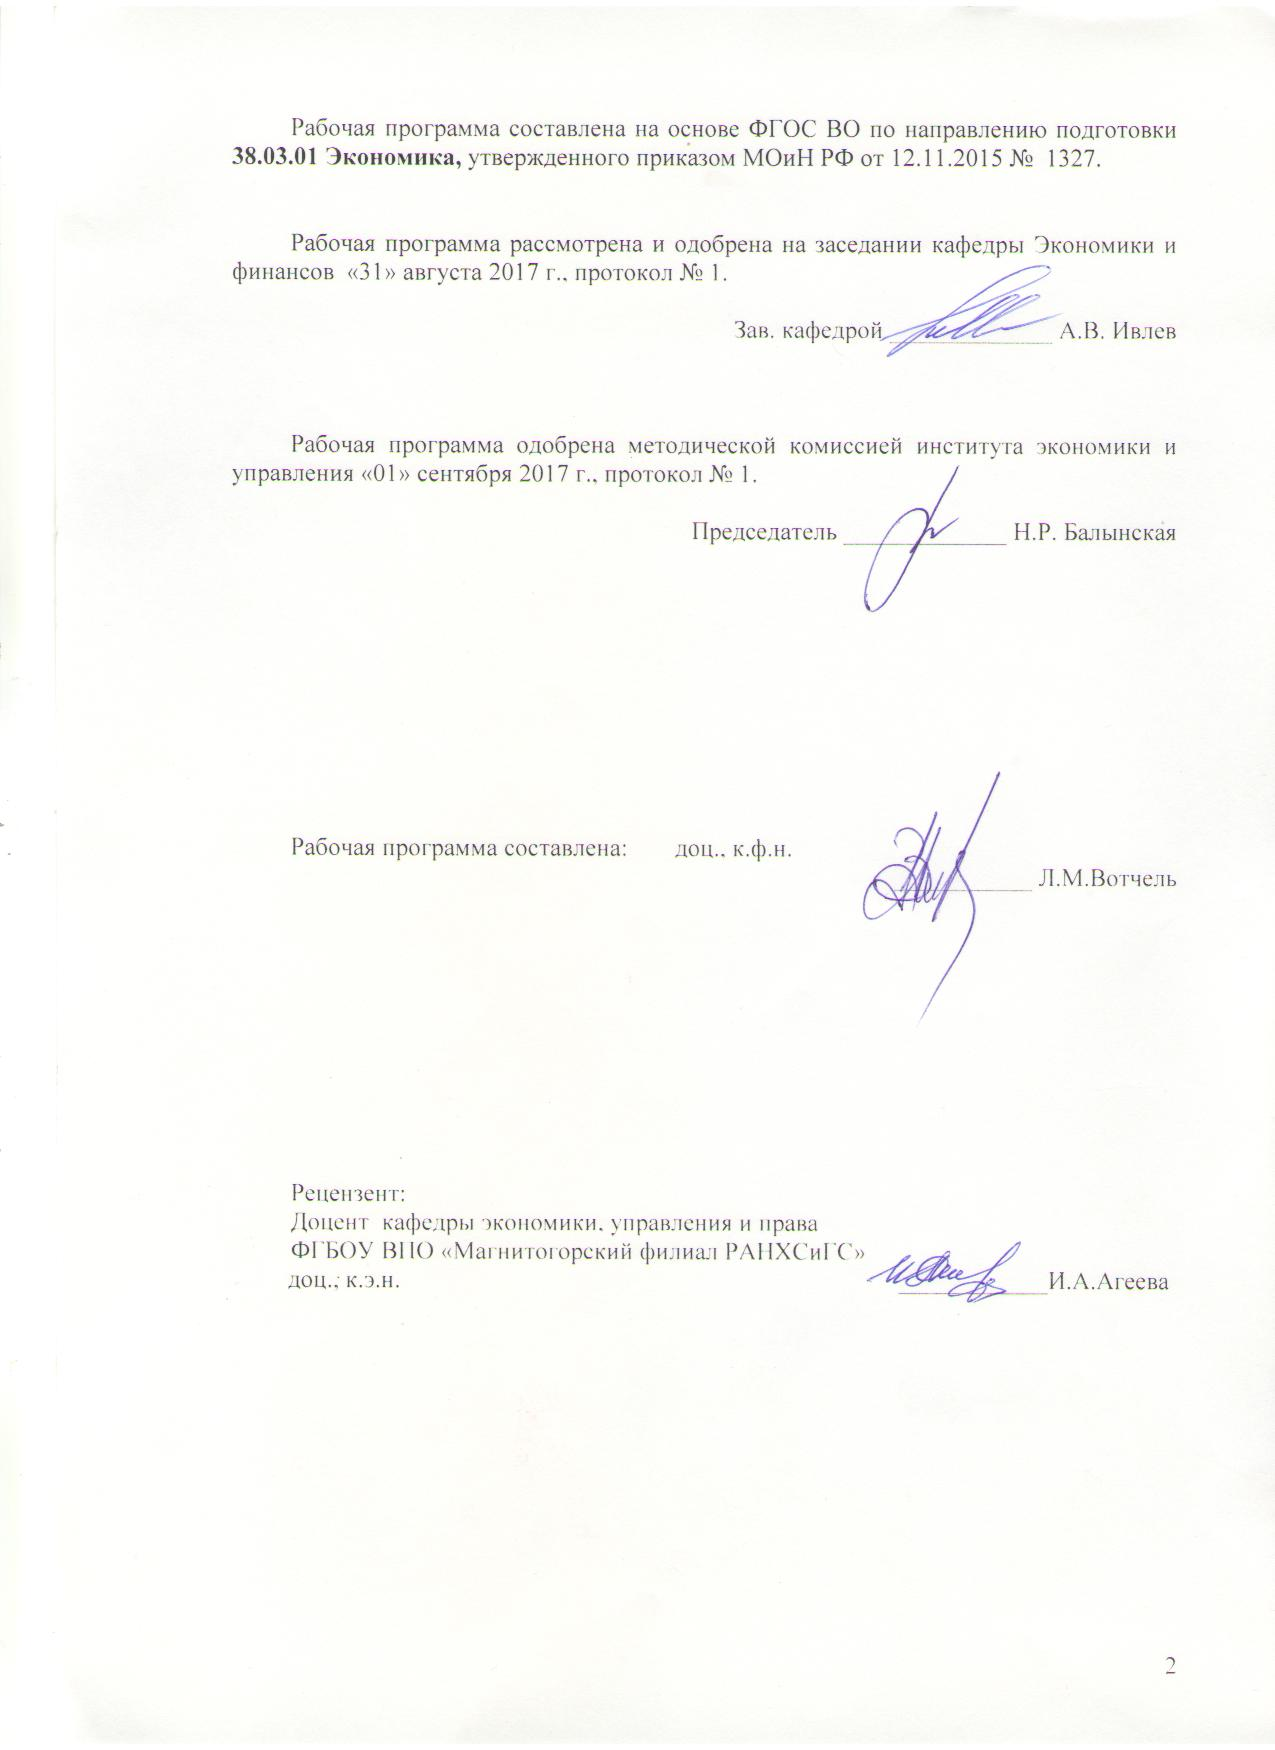 Рабочая программа составлена на основе ФГОС ВО по направлению подготовки
38.03.01 Экономика, утвержденного приказом МОиН РФ от 12.11.2015 № 1327.
Рабочая программа рассмотрена и одобрена на заседании кафедры Экономики и
финансов «31» августа 2017 г., протокол № 1.
Зав. кафедрой ____________ А.В. Ивлев
Рабочая программа одобрена методической комиссией института экономики и
управления «01» сентября 2017 г., протокол № 1.
Председатель ____________ Н.Р. Балынская
Рабочая программа составлена: доц., к.ф.н.
____________ Л.М.Вотчель
Рецензент:
Доцент кафедры экономики, управления и права
ФГБОУ ВПО «Магнитогорский филиал РАНХСиГС»
доц., к.э.н. ____________И.А.Агеева
2